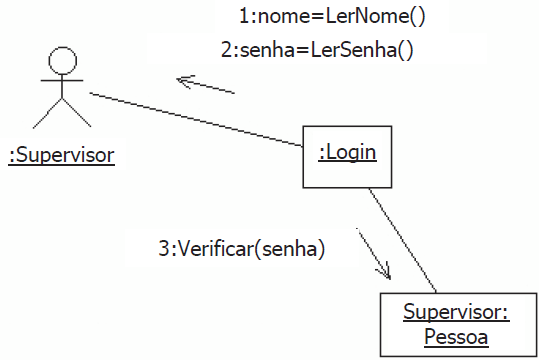 1:nome=LerNome()
2:senha=LerSenha()
:Supervisor
:Login
3:Verificar(senha)
Supervisor:
Pessoa